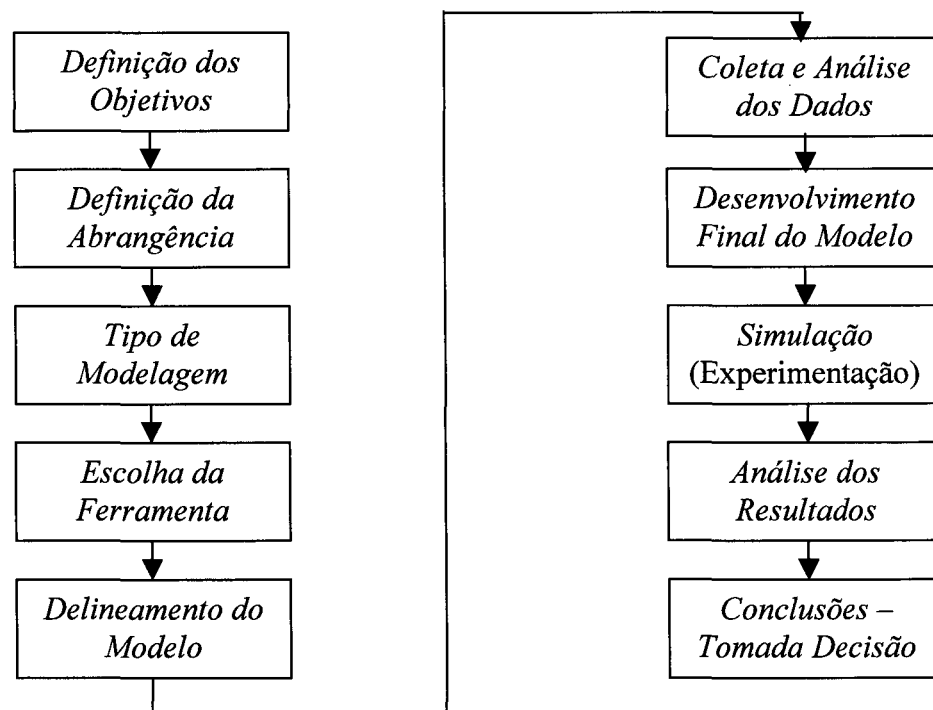 Definição dos
Objetivos
Definição da
Abrangência
Tipo de
Modelagem
Escolha da
Ferramenta
Delineamento do
Modelo
Coleta e Análise
dos Dados
Desenvolvimento
Final do Modelo
Simulação
(Experimentação)
Análise dos
Resultados
Conclusões –
Tomada Decisão